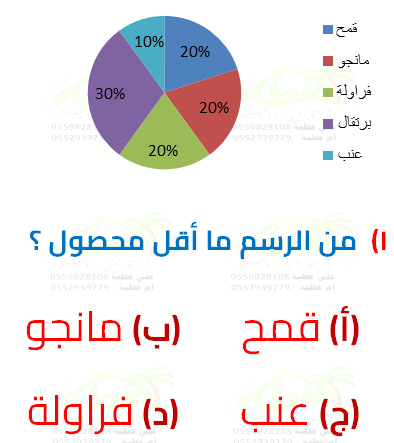 قمح
مانجو
فراولة
برتقال
عنب
20%
20%
20%
30%
10%
١) من الرسم ما أقل محصول ؟
(أ) قمح (ب) مانجو
(ج) عنب (د) فراولة
علي عطية 0559828108
أم عطية 0552939779